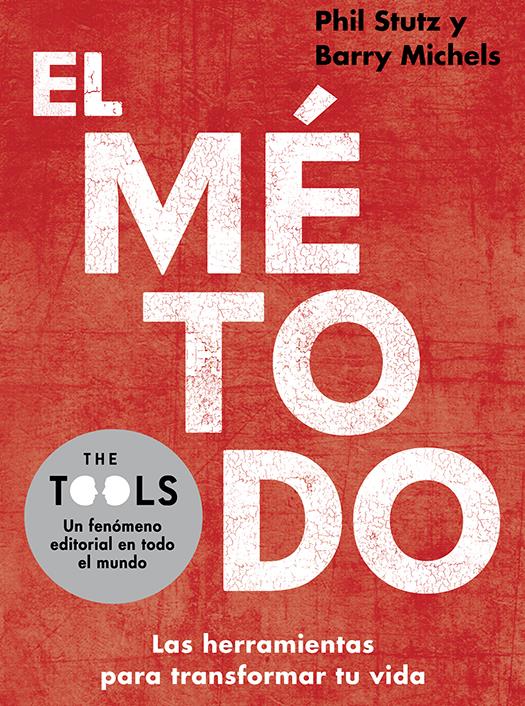 Phil Stutz y
Barry Michels
EL
MÉ
TO
DO
THE
TOOLS
Un fenómeno
editorial en todo
el mundo
Las herramientas
para transformar tu vida